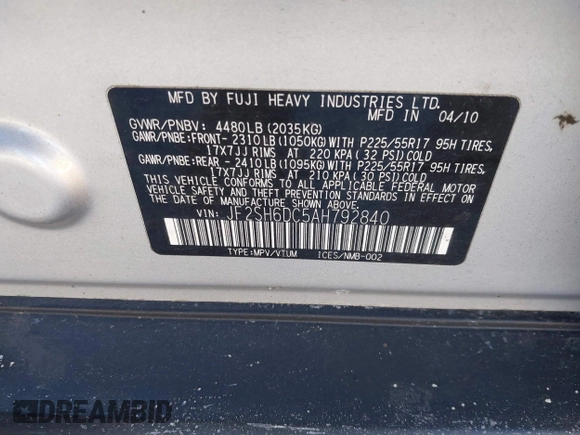 MFD BY FUJI HEAVY INDUSTRIES LTD.
MFD IN 04/10
GVWR/PNBV: 4480LB (2035KG)
GAWR/PNBE:FRONT-2310LB (1050KG) WITH P225/55R17 95H TIRES,
17X7JJ RIMS AT 220 KPA (32 PSI) COLD
GAWR/PNBE:REAR -2410LB (1095KG) WITH P225/55R17 95H TIRES,
17X7JJ RIMS AT 210 KPA (30 PSI) COLD
THIS VEHICLE CONFORMS TO ALL APPLICABLE FEDERAL MOTOR
VEHICLE SAFETY AND THEFT PREVENTION STANDARDS IN EFFECT ON
THE DATE OF MANUFACTURE SHOWN ABOVE.
VIN: JF2SH6DC5AH792840
TYPE:MPV/VTUM ICES/NMB-002
DREAMBID